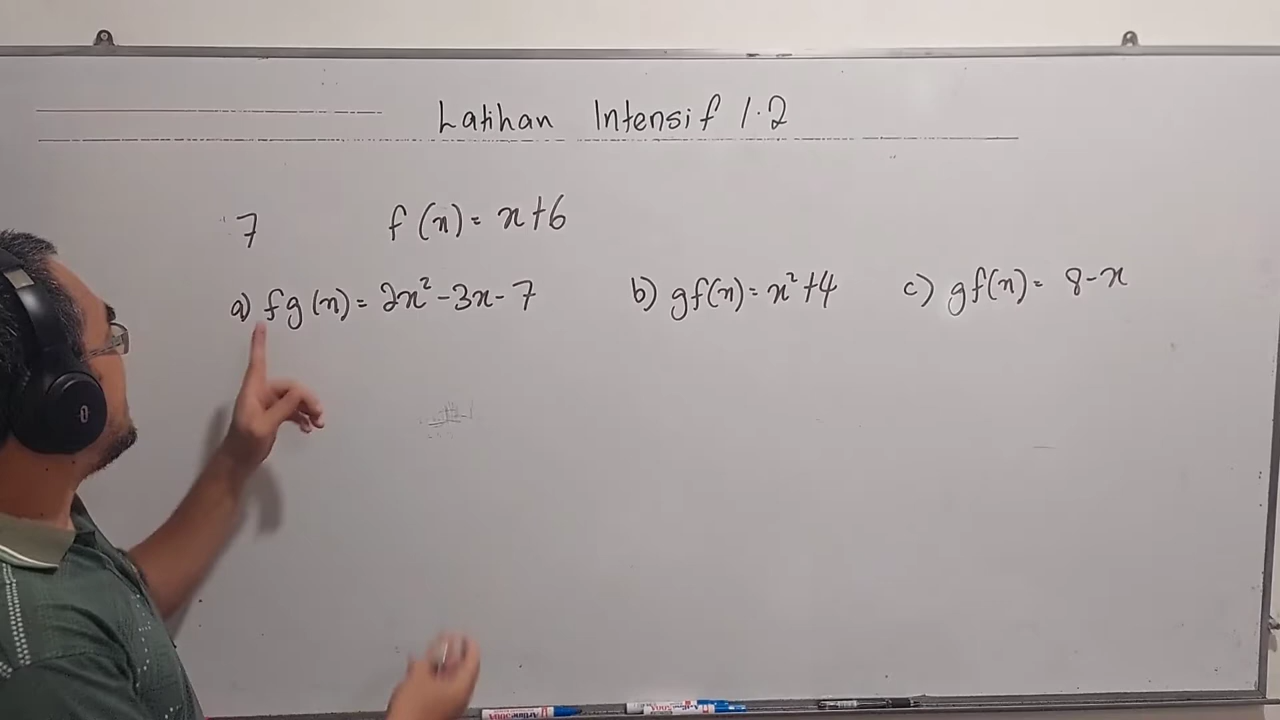 Latihan Intensif 1.2
7 f(x) = x+6
a) fg(x) = 2x² - 3x - 7 b) gf(x) = x² + 4 c) gf(x) = 8 - x